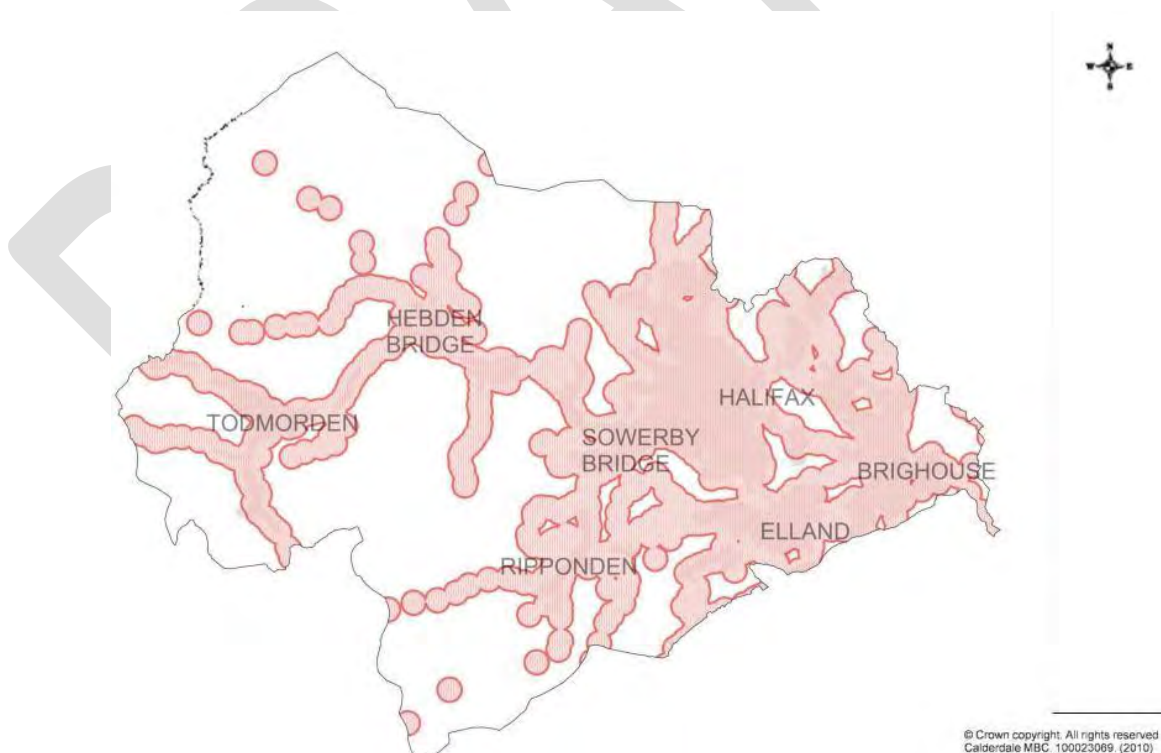 N
W E
S
HEBDEN
BRIDGE
TODMORDEN
HALIFAX
SOWERBY
BRIDGE
BRIGHOUSE
ELLAND
RIPPONDEN
© Crown copyright. All rights reserved
Calderdale MBC. 100023069. (2010)